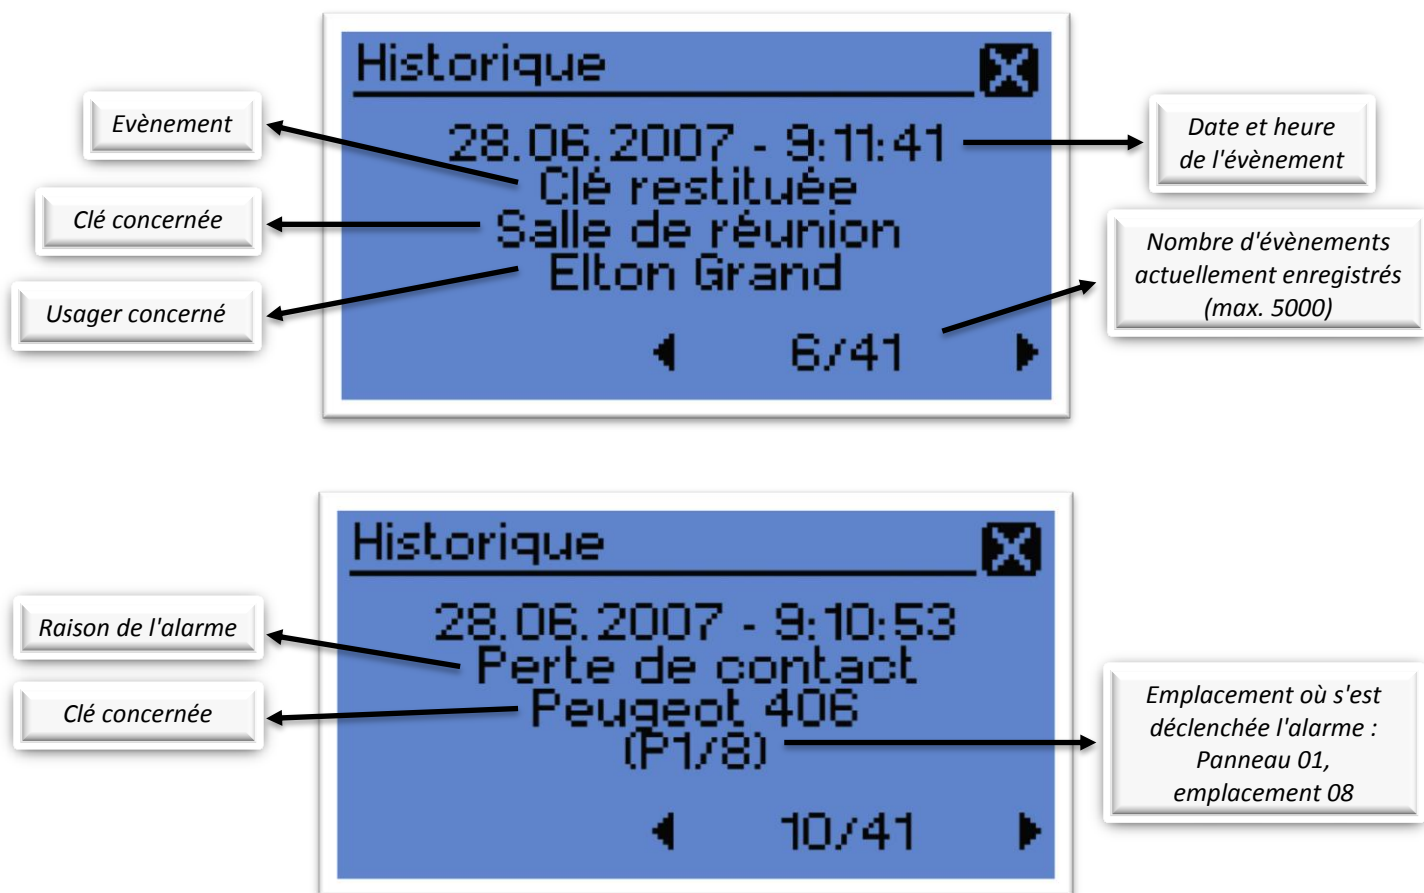 Historique
Evènement
28.06.2007 - 9:11:41
Date et heure
de l'évènement
Clé restituée
Clé concernée
Salle de réunion
Usager concerné
Elton Grand
Nombre d'évènements
actuellement enregistrés
(max. 5000)
6/41
Historique
28.06.2007 - 9:10:53
Raison de l'alarme
Perte de contact
Clé concernée
Peugeot 406
(P1/8)
Emplacement où s'est
déclenchée l'alarme :
Panneau 01,
emplacement 08
10/41